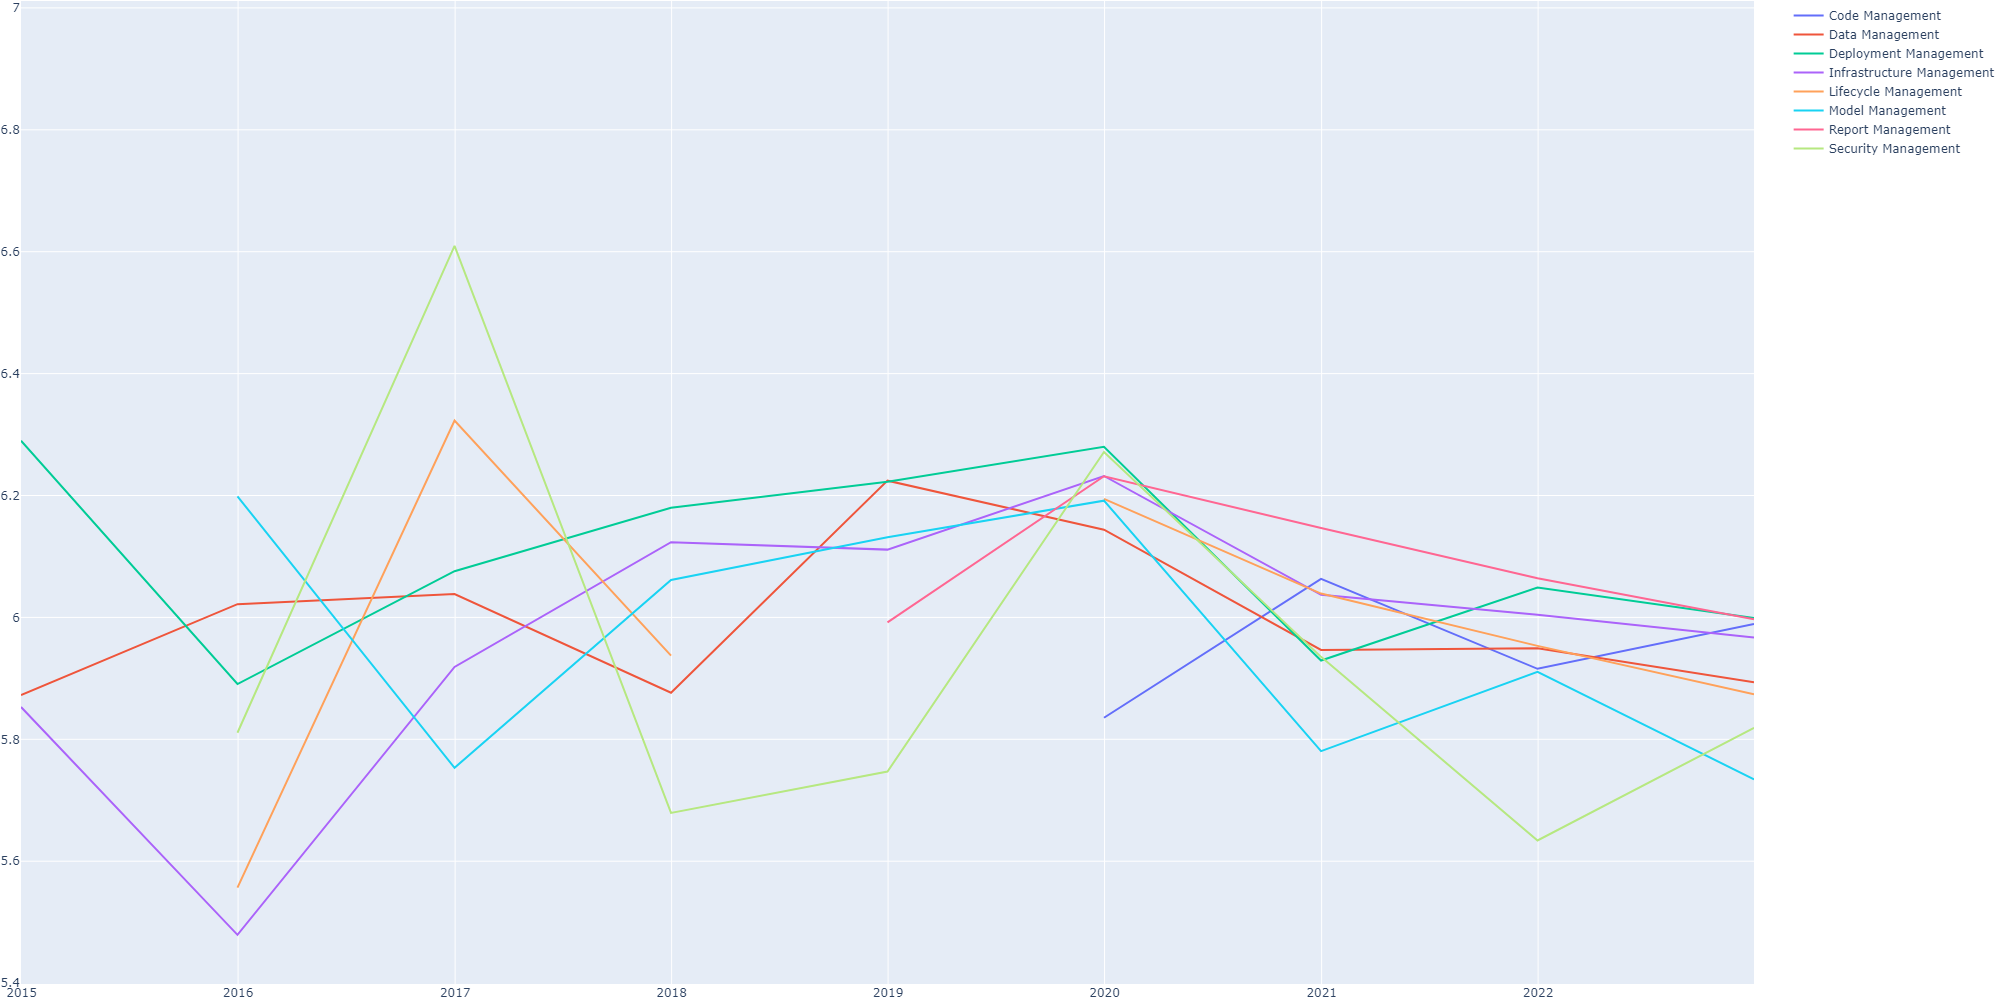 7
6.8
6.6
6.4
6.2
6
5.8
5.6
5.4
2015 2016 2017 2018 2019 2020 2021 2022
Code Management
Data Management
Deployment Management
Infrastructure Management
Lifecycle Management
Model Management
Report Management
Security Management